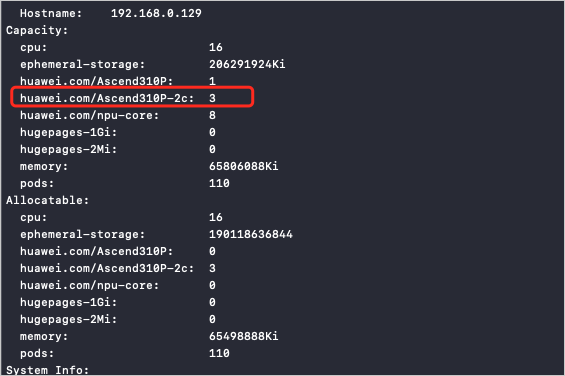 Hostname: 192.168.0.129
Capacity:
cpu: 16
ephemeral-storage: 206291924Ki
huawei.com/Ascend310P: 1
huawei.com/Ascend310P-2c: 3
huawei.com/npu-core: 8
hugepages-1Gi: 0
hugepages-2Mi: 0
memory: 65806088Ki
pods: 110
Allocatable:
cpu: 16
ephemeral-storage: 190118636844
huawei.com/Ascend310P: 0
huawei.com/Ascend310P-2c: 3
huawei.com/npu-core: 0
hugepages-1Gi: 0
hugepages-2Mi: 0
memory: 65498888Ki
pods: 110
System Info: